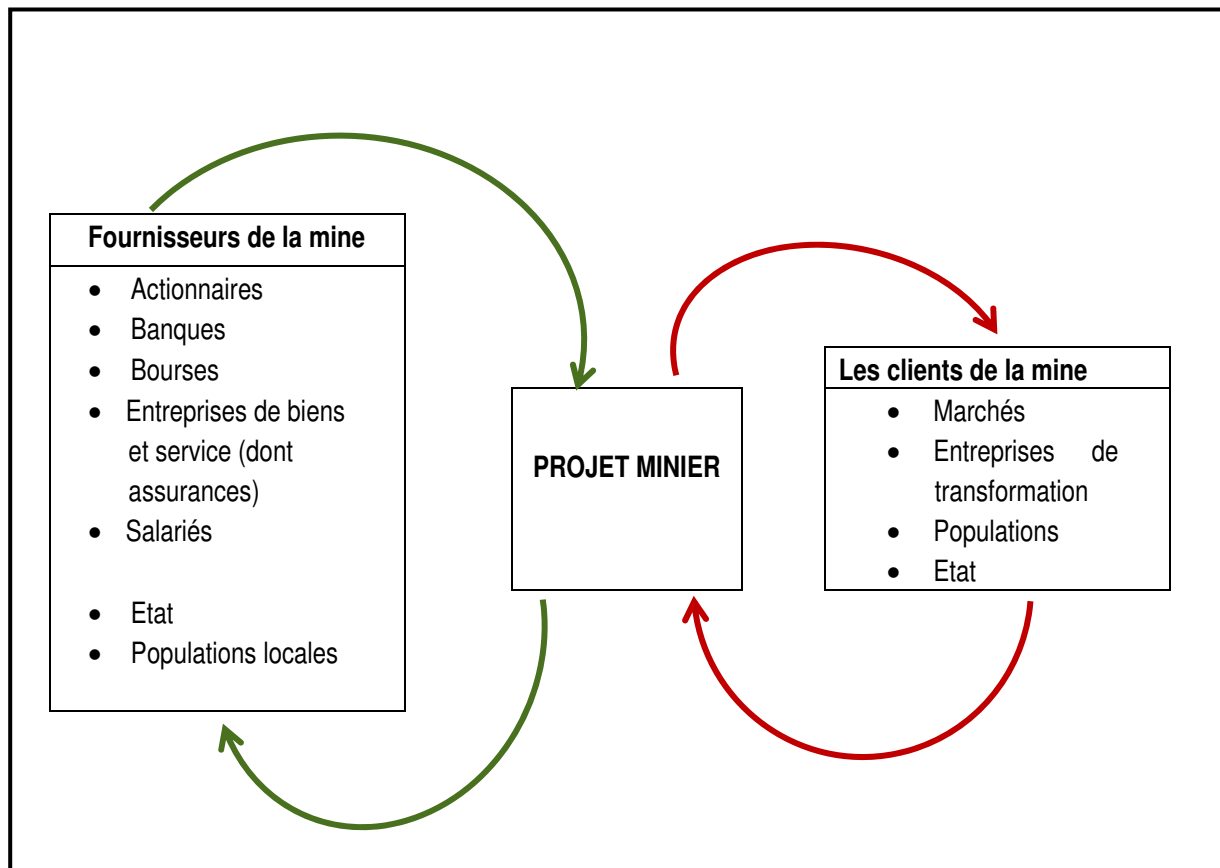 Fournisseurs de la mine
• Actionnaires
• Banques
• Bourses
• Entreprises de biens
et service (dont
assurances)
• Salariés
• Etat
• Populations locales
PROJET MINIER
Les clients de la mine
• Marchés
• Entreprises de
transformation
• Populations
• Etat